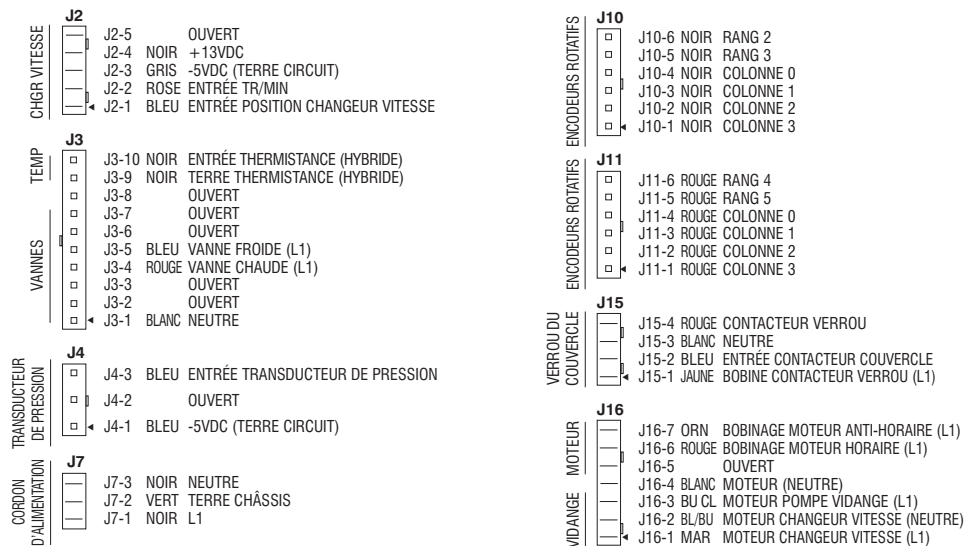 J2
CHGR VITESSE
J2-5 OUVERT
J2-4 NOIR +13VDC
J2-3 GRIS -5VDC (TERRE CIRCUIT)
J2-2 ROSE ENTRÉE TR/MIN
J2-1 BLEU ENTRÉE POSITION CHANGEUR VITESSE
J3
TEMP
VANNES
J3-10 NOIR ENTRÉE THERMISTANCE (HYBRIDE)
J3-9 NOIR TERRE THERMISTANCE (HYBRIDE)
J3-8 OUVERT
J3-7 OUVERT
J3-6 OUVERT
J3-5 BLEU VANNE FROIDE (L1)
J3-4 ROUGE VANNE CHAUDE (L1)
J3-3 OUVERT
J3-2 OUVERT
J3-1 BLANC NEUTRE
J4
TRANSDUCTEUR
DE PRESSION
J4-3 BLEU ENTRÉE TRANSDUCTEUR DE PRESSION
J4-2 OUVERT
J4-1 BLEU -5VDC (TERRE CIRCUIT)
J7
CORDON
D'ALIMENTATION
J7-3 NOIR NEUTRE
J7-2 VERT TERRE CHÂSSIS
J7-1 NOIR L1
J10
ENCODEURS ROTATIFS
J10-6 NOIR RANG 2
J10-5 NOIR RANG 3
J10-4 NOIR COLONNE 0
J10-3 NOIR COLONNE 1
J10-2 NOIR COLONNE 2
J10-1 NOIR COLONNE 3
J11
ENCODEURS ROTATIFS
J11-6 ROUGE RANG 4
J11-5 ROUGE RANG 5
J11-4 ROUGE COLONNE 0
J11-3 ROUGE COLONNE 1
J11-2 ROUGE COLONNE 2
J11-1 ROUGE COLONNE 3
J15
VERROU DU
COUVERCLE
J15-4 ROUGE CONTACTEUR VERROU
J15-3 BLANC NEUTRE
J15-2 BLEU ENTRÉE CONTACTEUR COUVERCLE
J15-1 JAUNE BOBINE CONTACTEUR VERROU (L1)
J16
MOTEUR
VIDANGE
J16-7 ORN BOBINAGE MOTEUR ANTI-HORAIRE (L1)
J16-6 ROUGE BOBINAGE MOTEUR HORAIRE (L1)
J16-5 OUVERT
J16-4 BLANC MOTEUR (NEUTRE)
J16-3 BU CL MOTEUR POMPE VIDANGE (L1)
J16-2 BL/BU MOTEUR CHANGEUR VITESSE (NEUTRE)
J16-1 MAR MOTEUR CHANGEUR VITESSE (L1)